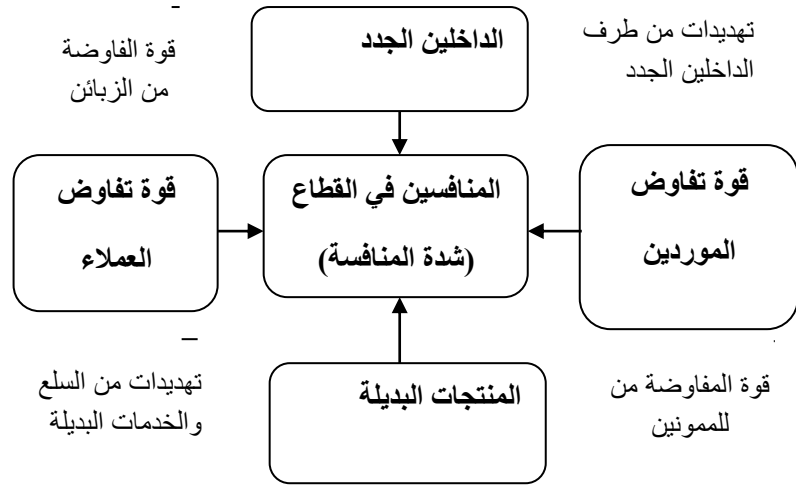 تهديدات من طرف
الداخلين الجدد
الداخلين الجدد
قوة الفاوضة
من الزبائن
قوة تفاوض
الموردين
المنافسين في القطاع
(شدة المنافسة)
قوة تفاوض
العملاء
قوة المفاوضة من
للممونين
المنتجات البديلة
تهديدات من السلع
والخدمات البديلة